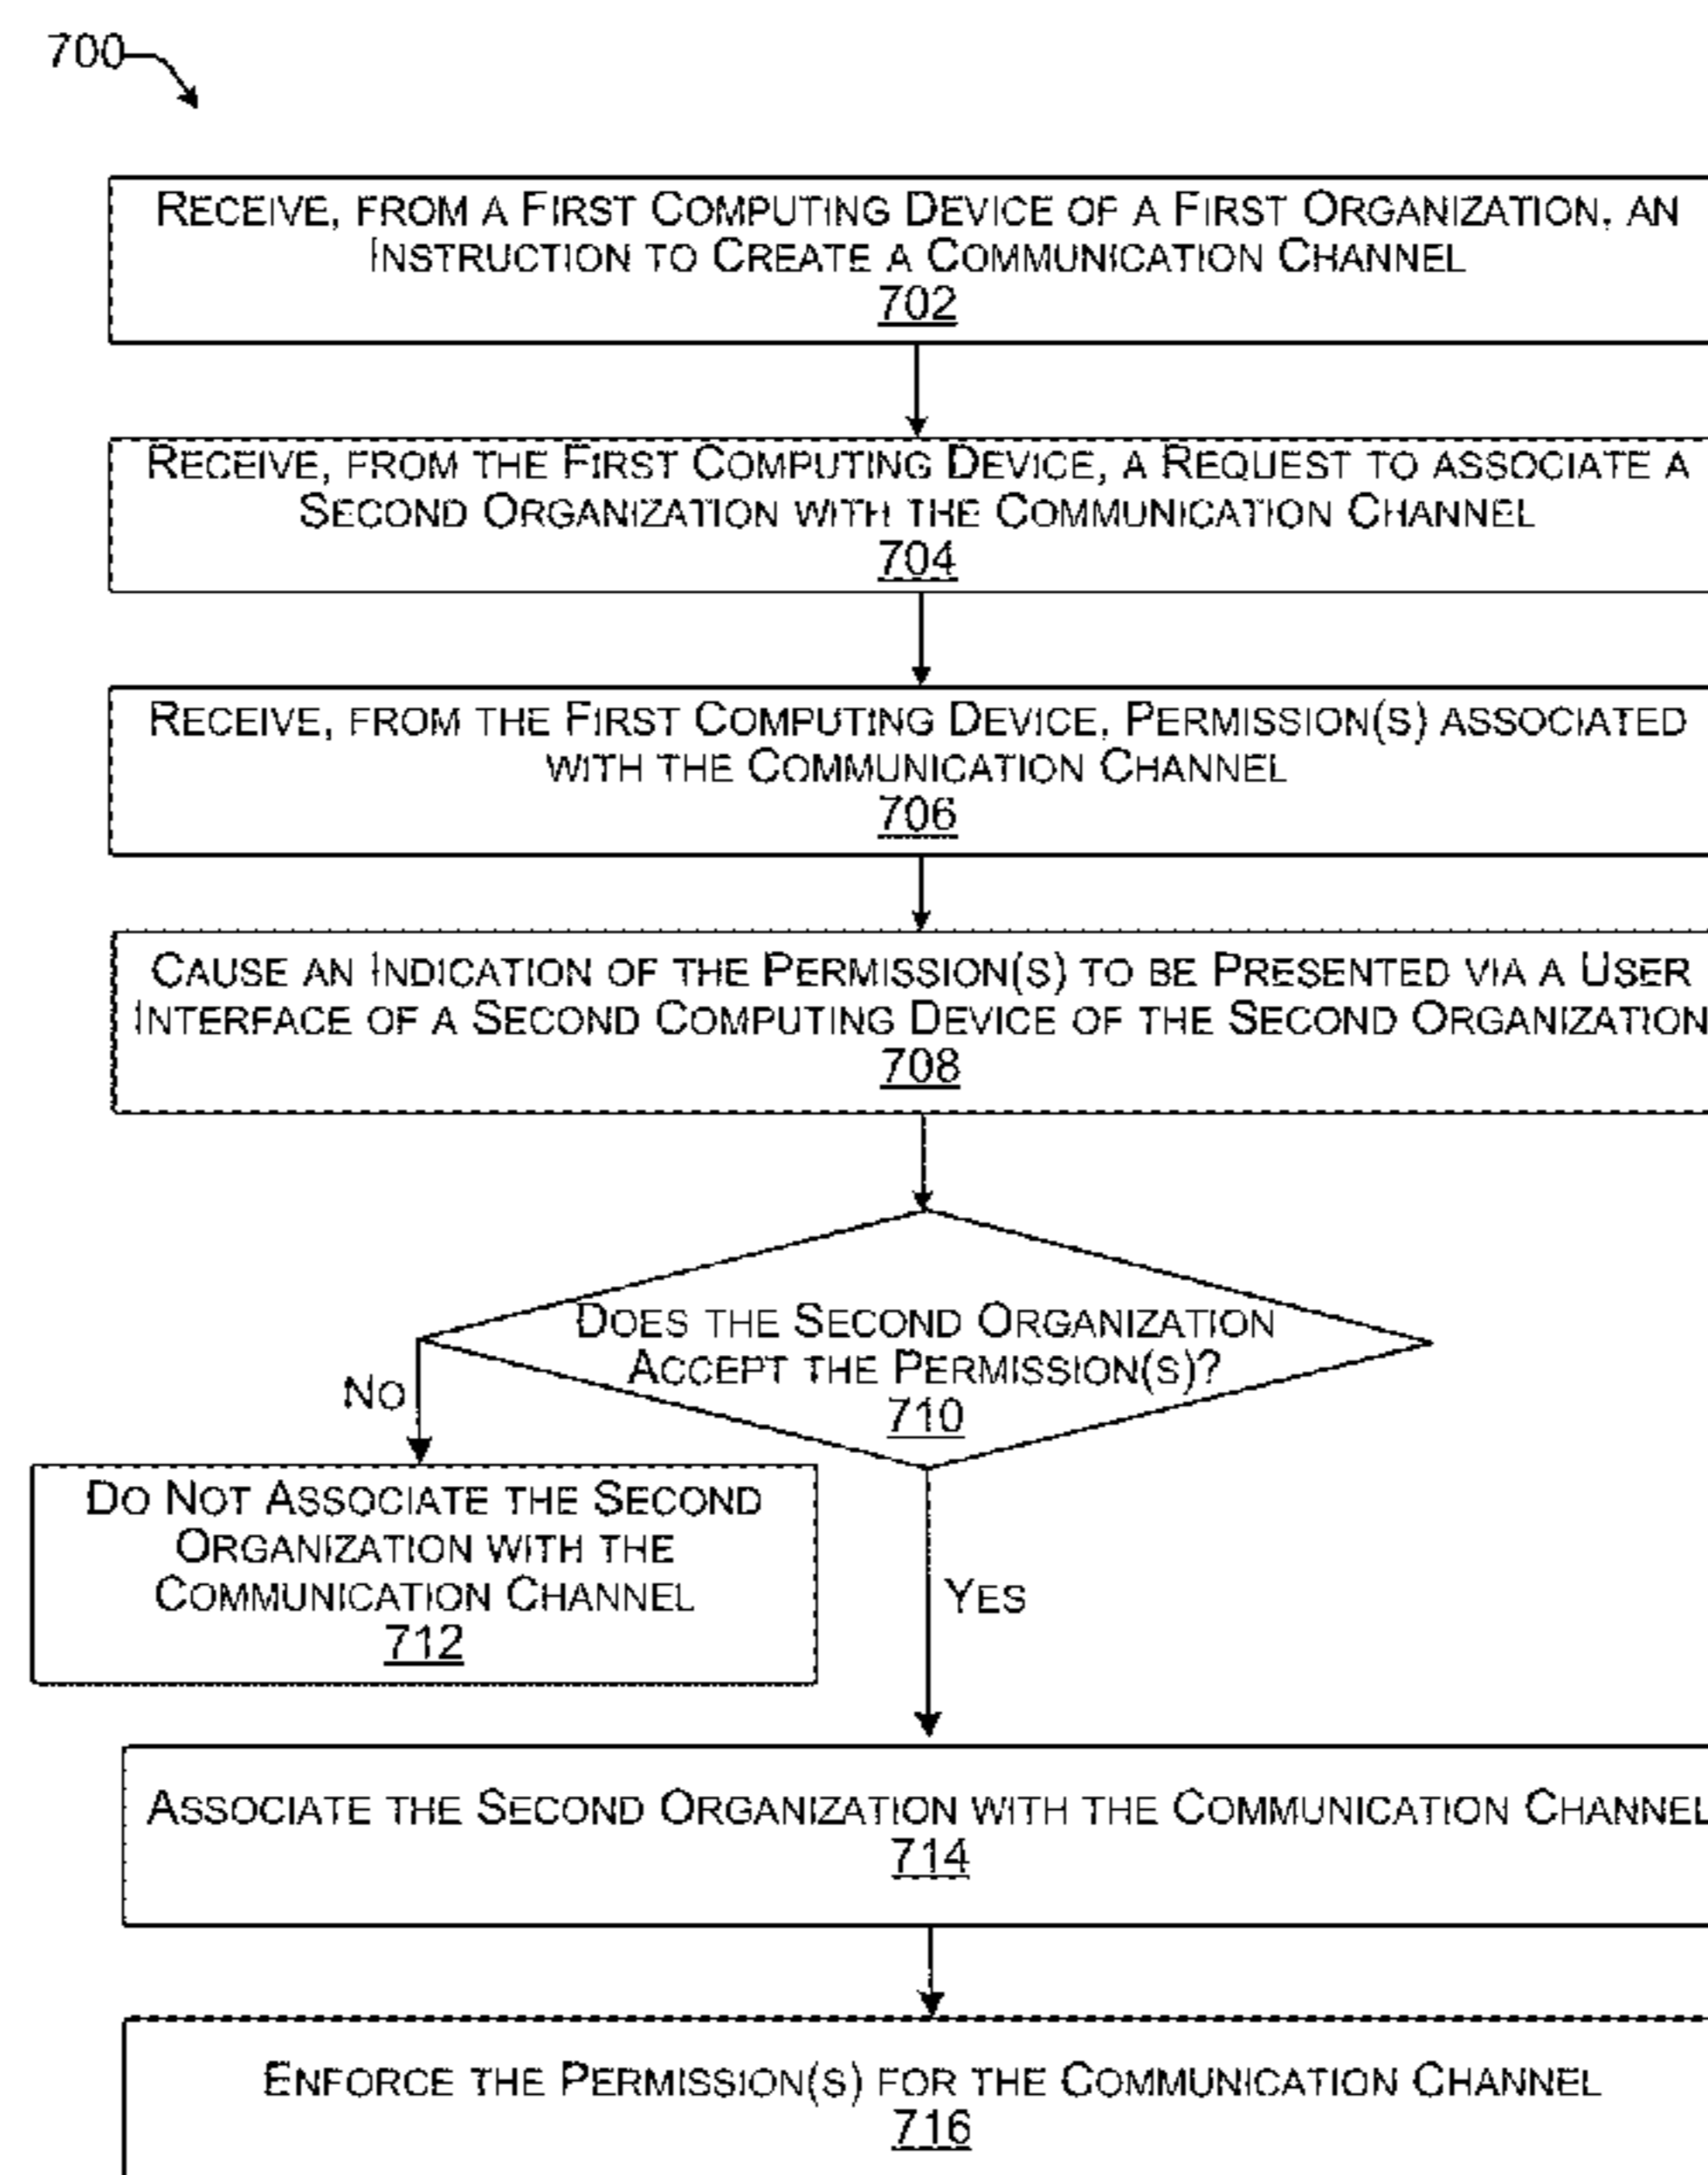 700
RECEIVE, FROM A FIRST COMPUTING DEVICE OF A FIRST ORGANIZATION, AN
INSTRUCTION TO CREATE A COMMUNICATION CHANNEL
702
RECEIVE, FROM THE FIRST COMPUTING DEVICE, A REQUEST TO ASSOCIATE A
SECOND ORGANIZATION WITH THE COMMUNICATION CHANNEL
704
RECEIVE, FROM THE FIRST COMPUTING DEVICE, PERMISSION(S) ASSOCIATED
WITH THE COMMUNICATION CHANNEL
706
CAUSE AN INDICATION OF THE PERMISSION(S) TO BE PRESENTED VIA A USER
INTERFACE OF A SECOND COMPUTING DEVICE OF THE SECOND ORGANIZATION
708
DOES THE SECOND ORGANIZATION
ACCEPT THE PERMISSION(S)?
710
NO
DO NOT ASSOCIATE THE SECOND
ORGANIZATION WITH THE
COMMUNICATION CHANNEL
712
YES
ASSOCIATE THE SECOND ORGANIZATION WITH THE COMMUNICATION CHANNEL
714
ENFORCE THE PERMISSION(S) FOR THE COMMUNICATION CHANNEL
716